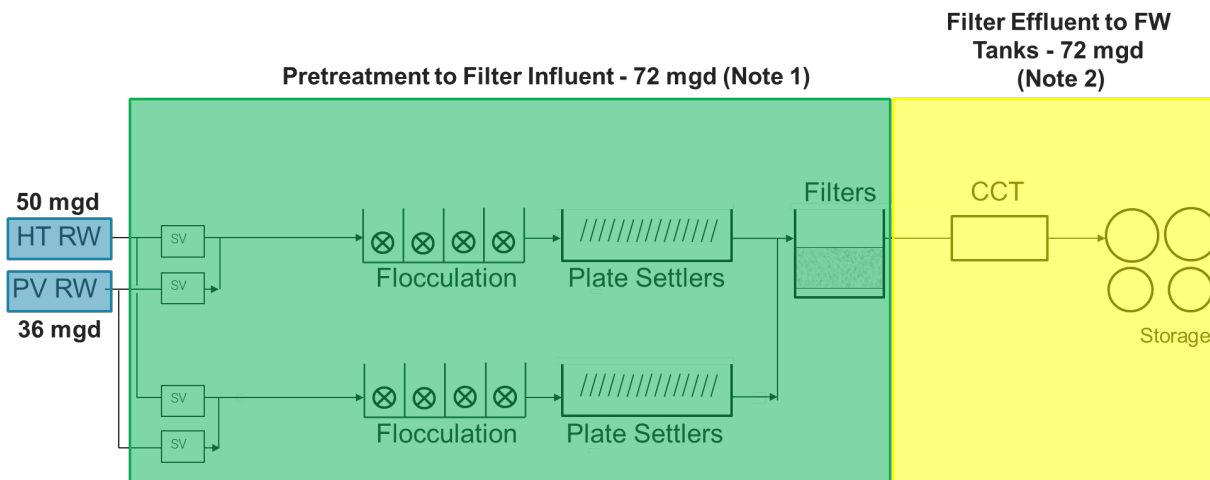 Filter Effluent to FW
Tanks - 72 mgd
(Note 2)
Pretreatment to Filter Influent - 72 mgd (Note 1)
50 mgd
HT RW
PV RW
36 mgd
SV
SV
Flocculation
Plate Settlers
Filters
CCT
Storage
SV
SV
Flocculation
Plate Settlers